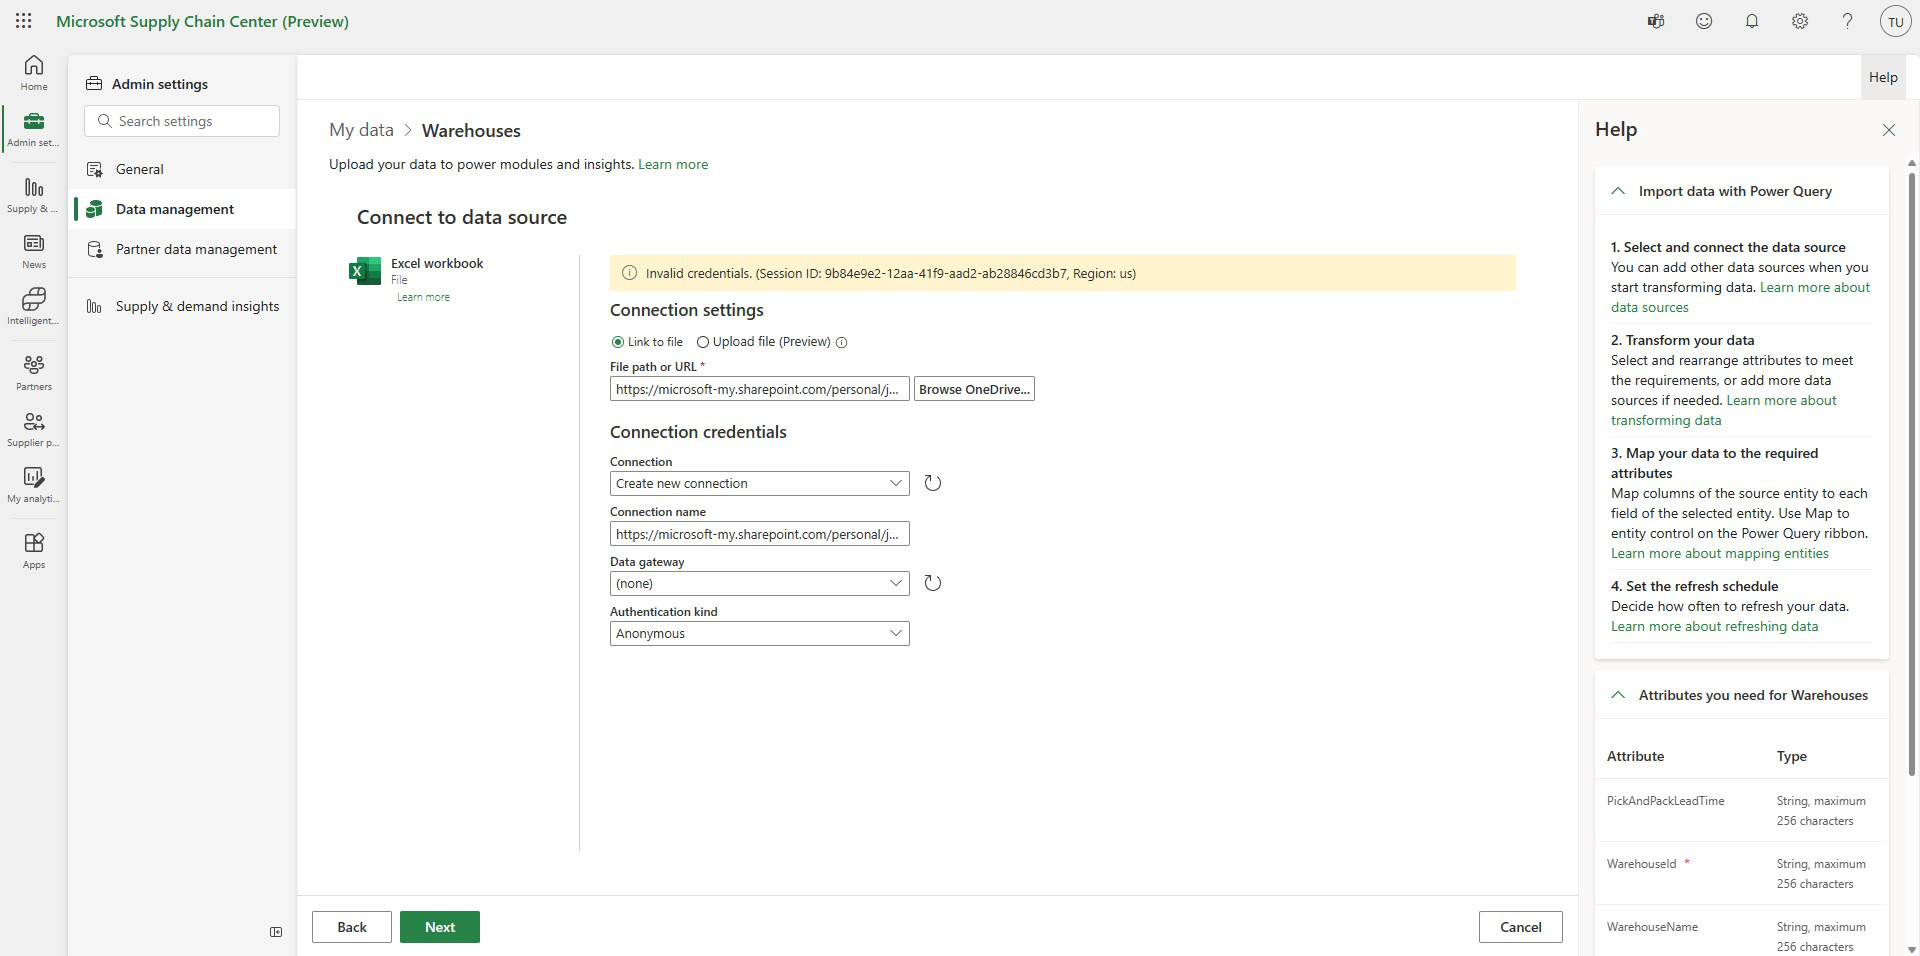 Microsoft Supply Chain Center (Preview)
TU
Home
Admin set...
Supply & ...
News
Intelligent...
Partners
Supplier p...
My analyti...
Apps
Admin settings
Search settings
General
Data management
Partner data management
Supply & demand insights
Help
My data > Warehouses
Upload your data to power modules and insights. Learn more
Connect to data source
Excel workbook
File
Learn more
Invalid credentials. (Session ID: 9b84e9e2-12aa-41f9-aad2-ab28846cd3b7, Region: us)
Connection settings
Link to file Upload file (Preview)
File path or URL *
https://microsoft-my.sharepoint.com/personal/j... Browse OneDrive...
Connection credentials
Connection
Create new connection
Connection name
https://microsoft-my.sharepoint.com/personal/j...
Data gateway
(none)
Authentication kind
Anonymous
Back Next Cancel
Help
Import data with Power Query
1. Select and connect the data source
You can add other data sources when you
start transforming data. Learn more about
data sources
2. Transform your data
Select and rearrange attributes to meet
the requirements, or add more data
sources if needed. Learn more about
transforming data
3. Map your data to the required
attributes
Map columns of the source entity to each
field of the selected entity. Use Map to
entity control on the Power Query ribbon.
Learn more about mapping entities
4. Set the refresh schedule
Decide how often to refresh your data.
Learn more about refreshing data
Attributes you need for Warehouses
Attribute Type
PickAndPackLeadTime String, maximum
256 characters
WarehouseId * String, maximum
256 characters
WarehouseName String, maximum
256 characters